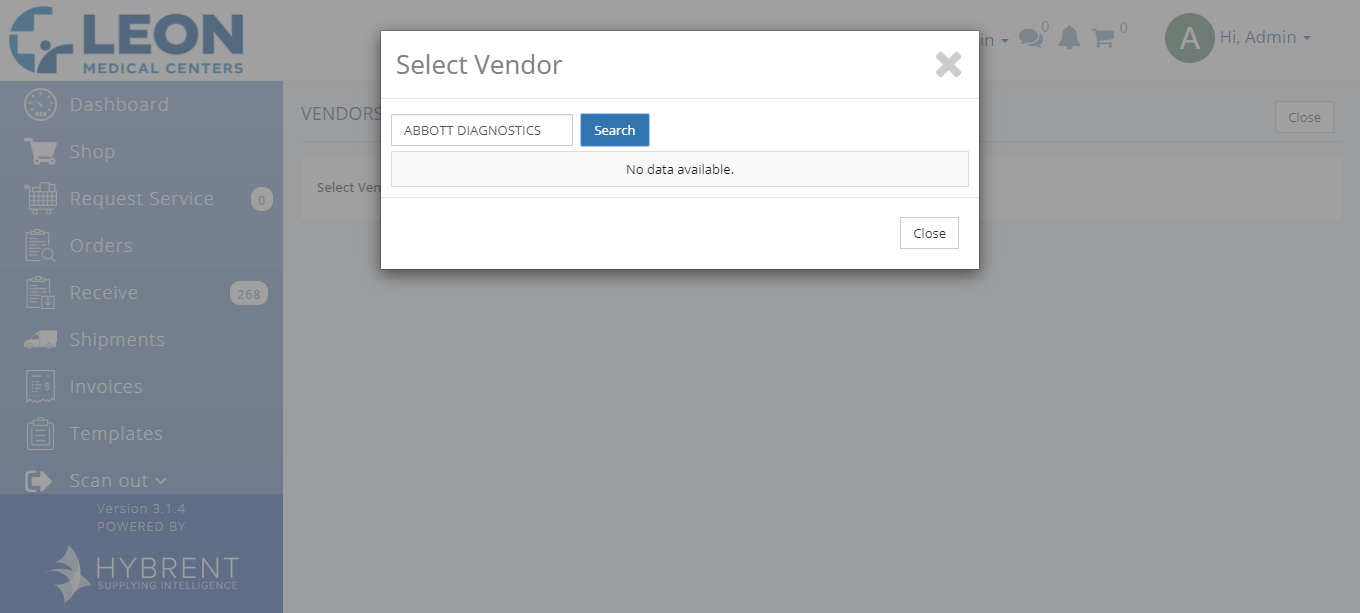 LEON
MEDICAL CENTERS
in
0
0
A
Hi, Admin
Dashboard
Shop
Request Service
0
Orders
Receive
268
Shipments
Invoices
Templates
Scan out
Version 3.1.4
POWERED BY
HYBRENT
SUPPLYING INTELLIGENCE
VENDORS
Close
Select Ven
Select Vendor
ABBOTT DIAGNOSTICS
Search
No data available.
Close